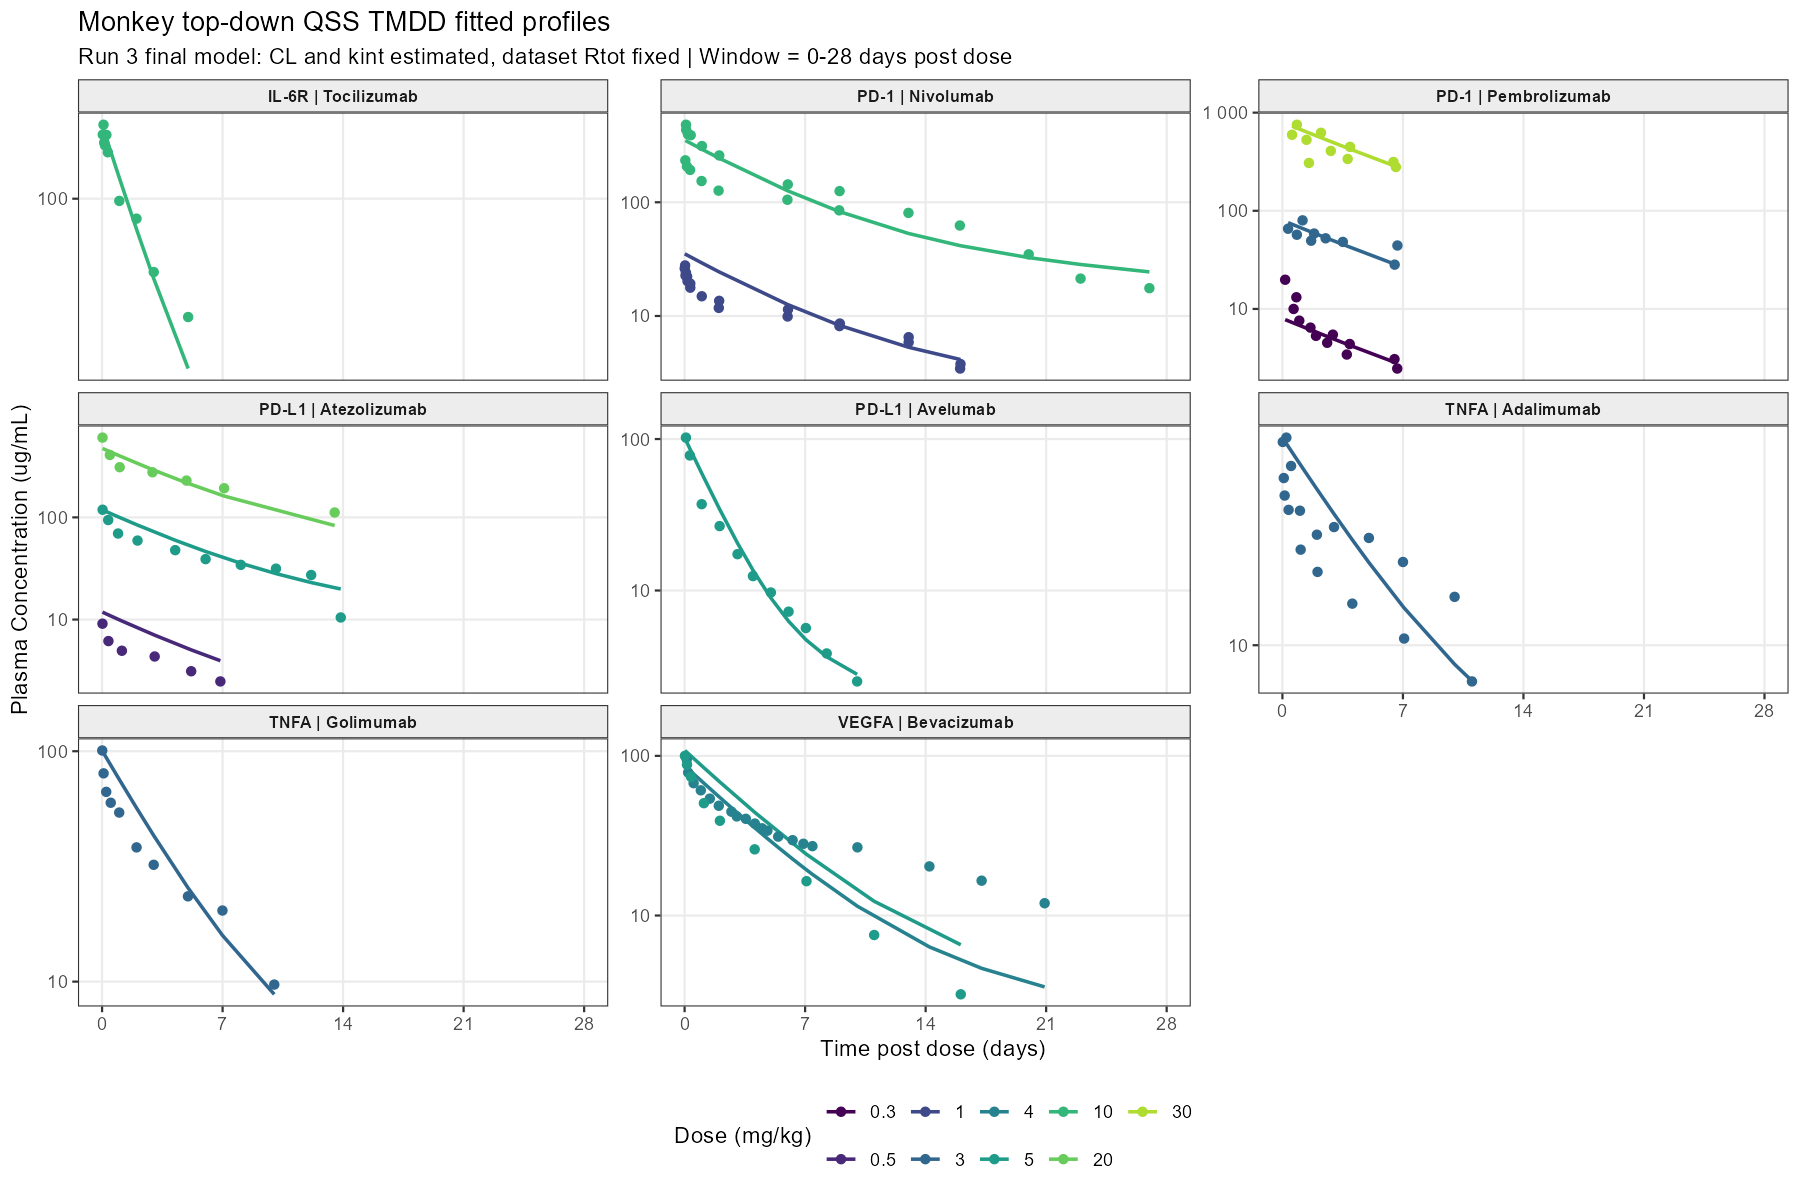 Monkey top-down QSS TMDD fitted profiles
Run 3 final model: CL and kint estimated, dataset Rtot fixed | Window = 0-28 days post dose
IL-6R | Tocilizumab
PD-1 | Nivolumab
PD-1 | Pembrolizumab
100
100
10
1 000
100
10
PD-L1 | Atezolizumab
PD-L1 | Avelumab
TNFA | Adalimumab
100
10
100
10
10
0 7 14 21 28
TNFA | Golimumab
VEGFA | Bevacizumab
100
10
100
10
0 7 14 21 28
0 7 14 21 28
Plasma Concentration (ug/mL)
Time post dose (days)
Dose (mg/kg)
0.3 1 4 10 30
0.5 3 5 20